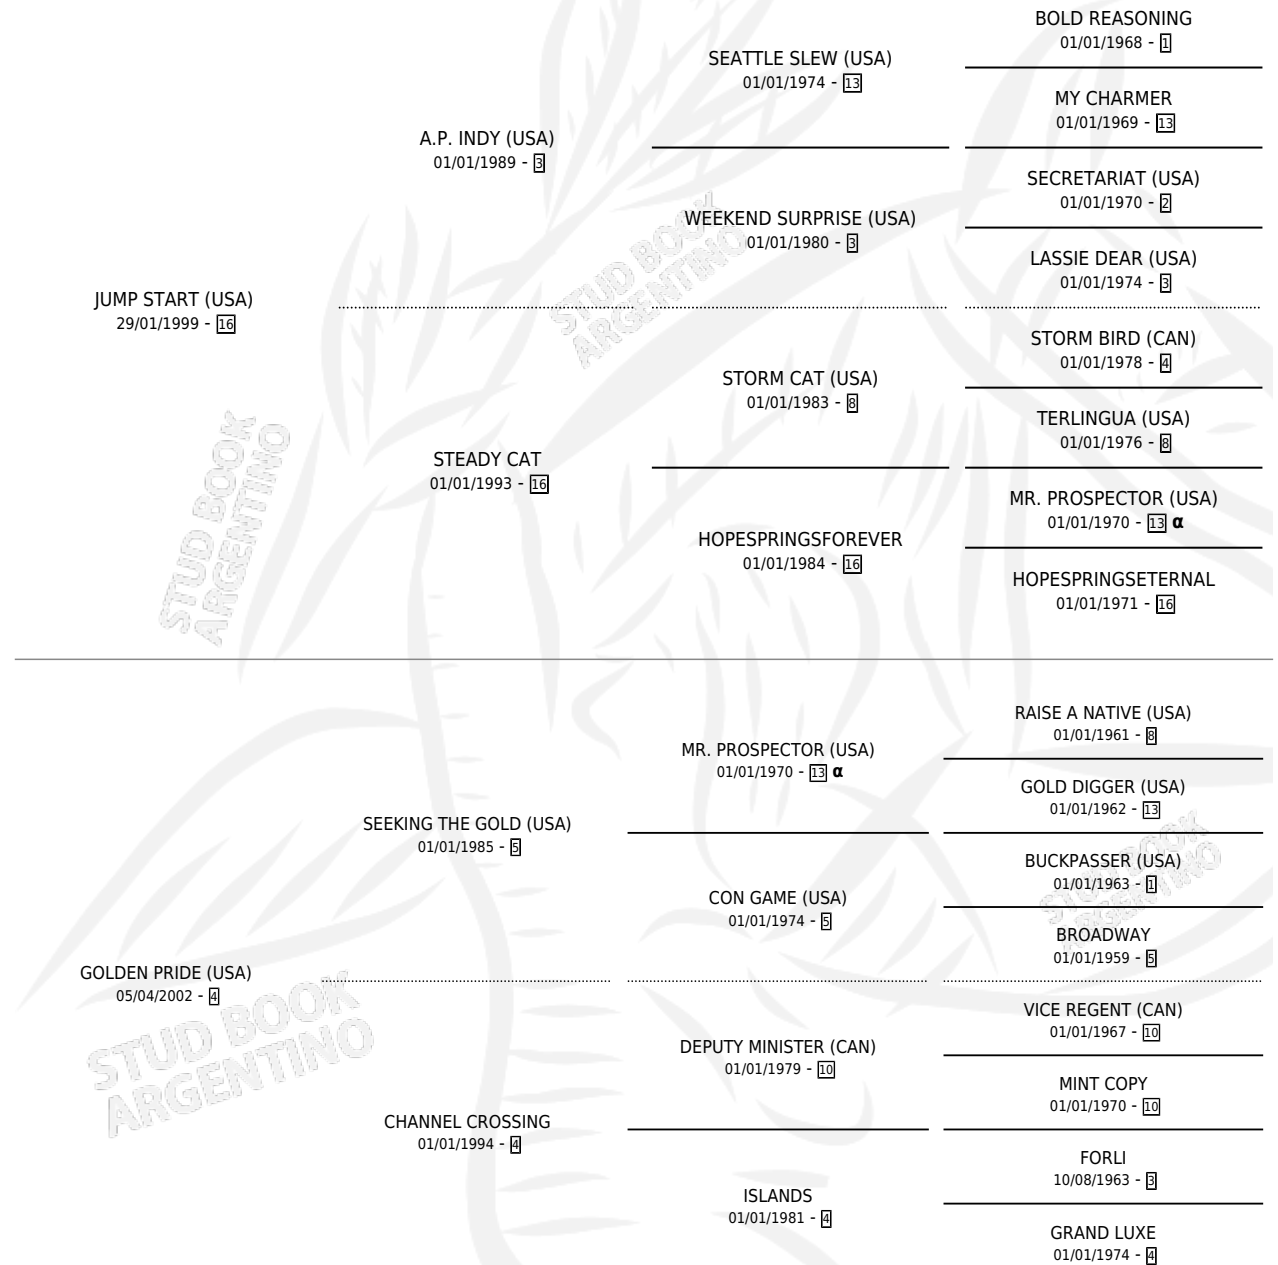 BOLD REASONING
01/01/1968 - 1
SEATTLE SLEW (USA)
01/01/1974 - 13
MY CHARMER
01/01/1969 - 13
A.P. INDY (USA)
01/01/1989 - 3
SECRETARIAT (USA)
01/01/1970 - 2
WEEKEND SURPRISE (USA)
01/01/1980 - 3
LASSIE DEAR (USA)
01/01/1974 - 3
JUMP START (USA)
29/01/1999 - 16
STORM BIRD (CAN)
01/01/1978 - 4
STORM CAT (USA)
01/01/1983 - 8
TERLINGUA (USA)
01/01/1976 - 8
STEADY CAT
01/01/1993 - 16
MR. PROSPECTOR (USA)
01/01/1970 - 13 α
HOPESPRINGSFOREVER
01/01/1984 - 16
HOPESPRINGSETERNAL
01/01/1971 - 16
RAISE A NATIVE (USA)
01/01/1961 - 8
MR. PROSPECTOR (USA)
01/01/1970 - 13 α
GOLD DIGGER (USA)
01/01/1962 - 13
SEEKING THE GOLD (USA)
01/01/1985 - 5
BUCKPASSER (USA)
01/01/1963 - 1
CON GAME (USA)
01/01/1974 - 5
BROADWAY
01/01/1959 - 5
GOLDEN PRIDE (USA)
05/04/2002 - 4
VICE REGENT (CAN)
01/01/1967 - 10
DEPUTY MINISTER (CAN)
01/01/1979 - 10
MINT COPY
01/01/1970 - 10
CHANNEL CROSSING
01/01/1994 - 4
FORLI
10/08/1963 - 3
ISLANDS
01/01/1981 - 4
GRAND LUXE
01/01/1974 - 4
STUD BOOK
ARGENTINO
STUD BOOK
ARGENTINO
STUD BOOK
ARGENTINO
STUD BOOK
ARGENTINO